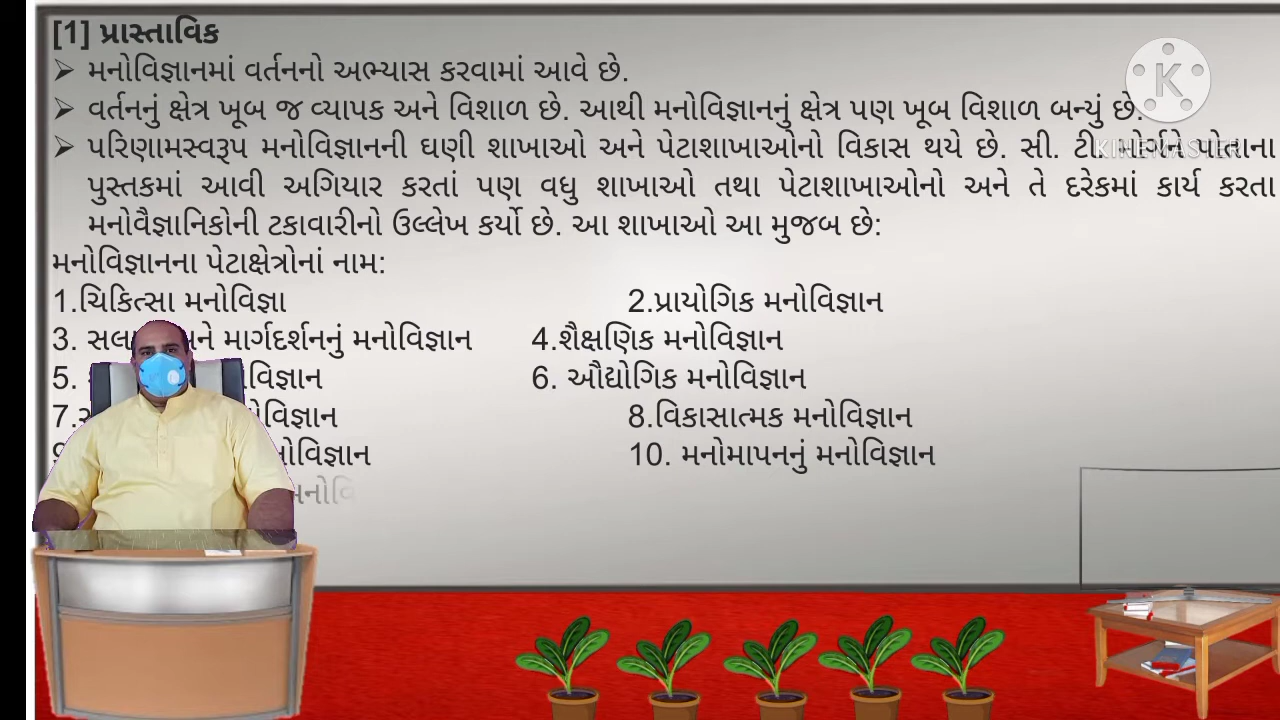 [1] પ્રાસ્તાવિક
➢ મનોવિજ્ઞાનમાં વર્તનનો અભ્યાસ કરવામાં આવે છે.
➢ વર્તનનું ક્ષેત્ર ખૂબ જ વ્યાપક અને વિશાળ છે. આથી મનોવિજ્ઞાનનું ક્ષેત્ર પણ ખૂબ વિશાળ બન્યું છે.
➢ પરિણામસ્વરૂપ મનોવિજ્ઞાનની ઘણી શાખાઓ અને પેટાશાખાઓનો વિકાસ થયે છે. સી. ટી. મોર્ગને પોતાના
પુસ્તકમાં આવી અગિયાર કરતાં પણ વધુ શાખાઓ તથા પેટાશાખાઓનો અને તે દરેકમાં કાર્ય કરતા
મનોવૈજ્ઞાનિકોની ટકાવારીનો ઉલ્લેખ કર્યો છે. આ શાખાઓ આ મુજબ છે:
મનોવિજ્ઞાનના પેટાક્ષેત્રોનાં નામ:
1.ચિકિત્સા મનોવિજ્ઞા 2.પ્રાયોગિક મનોવિજ્ઞાન
3. માર્ગદર્શનનું મનોવિજ્ઞાન 4.શૈક્ષણિક મનોવિજ્ઞાન
5. 6. ઔદ્યોગિક મનોવિજ્ઞાન
7. 8.વિકાસાત્મક મનોવિજ્ઞાન
10. મનોમાપનનું મનોવિજ્ઞાન
K
KINEMASTER